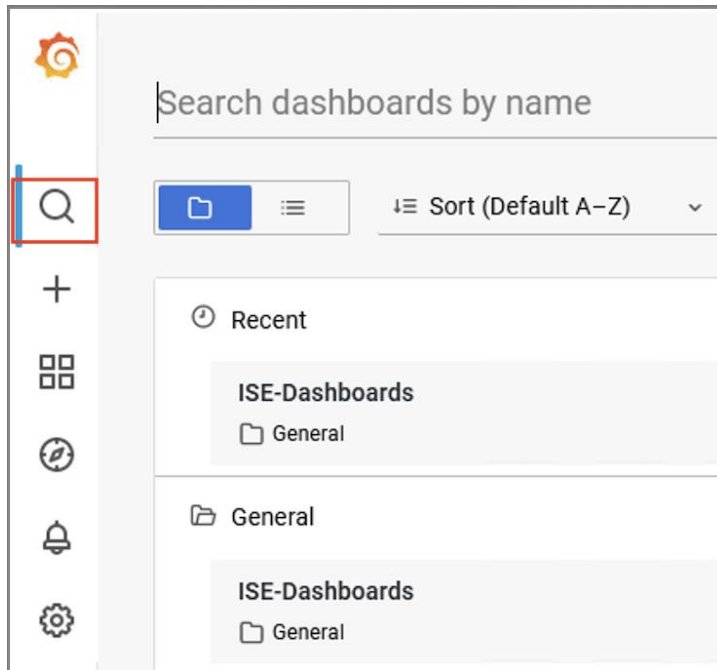 Search dashboards by name
Sort (Default A–Z)
Recent
ISE-Dashboards
General
General
ISE-Dashboards
General